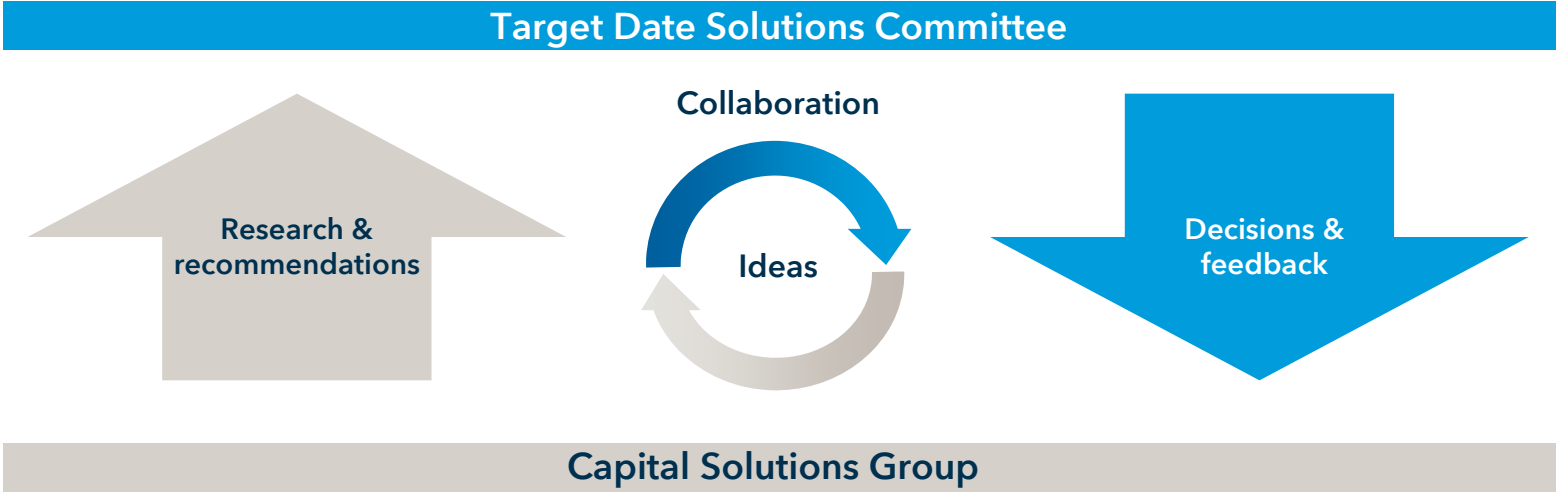 Target Date Solutions Committee
Collaboration
Research &
recommendations
Ideas
Decisions &
feedback
Capital Solutions Group